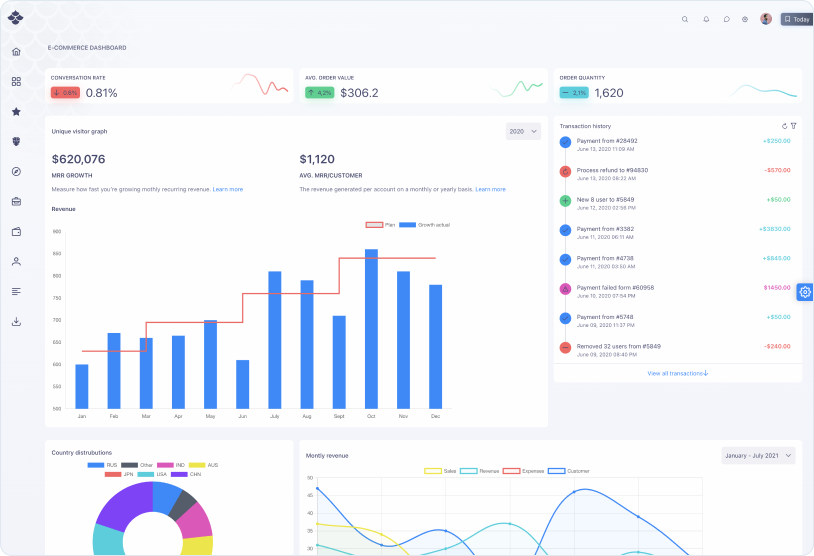 Today
E-COMMERCE DASHBOARD
CONVERSATION RATE
0,6%
0.81%
AVG. ORDER VALUE
4,2%
$306.2
ORDER QUANTITY
2,1%
1,620
Unique visitor graph
2020
$620,076
MRR GROWTH
Measure how fast you're growing mothly recurring revenue. Learn more
$1,120
AVG. MRR/CUSTOMER
The revenue generated per account on a monthly or yearly basis. Learn more
Revenue
Plan
Growth actual
900
850
800
750
700
650
600
550
500
Jan
Feb
Mar
Apr
May
Jun
July
Aug
Sept
Oct
Nov
Dec
Transaction history
Payment from #28492
+$250.00
June 13, 2020 11:09 AM
Process refund to #94830
-$570.00
June 13, 2020 08:22 AM
New 8 user to #5849
+$50.00
June 12, 2020 02:56 PM
Payment from #3382
+$3830.00
June 11, 2020 06:11 AM
Payment from #4738
+$845.00
June 11, 2020 03:50 AM
Payment failed form #60958
$1450.00
June 10, 2020 07:54 PM
Payment from #5748
+$50.00
June 09, 2020 11:37 PM
Removed 32 users from #5849
-$240.00
June 09, 2020 08:40 PM
View all transactions
Country distrubutions
RUS
Other
IND
AUS
JPN
USA
CHN
Montly revenue
January - July 2021
Sales
Revenue
Expenses
Customer
50
45
40
35
30